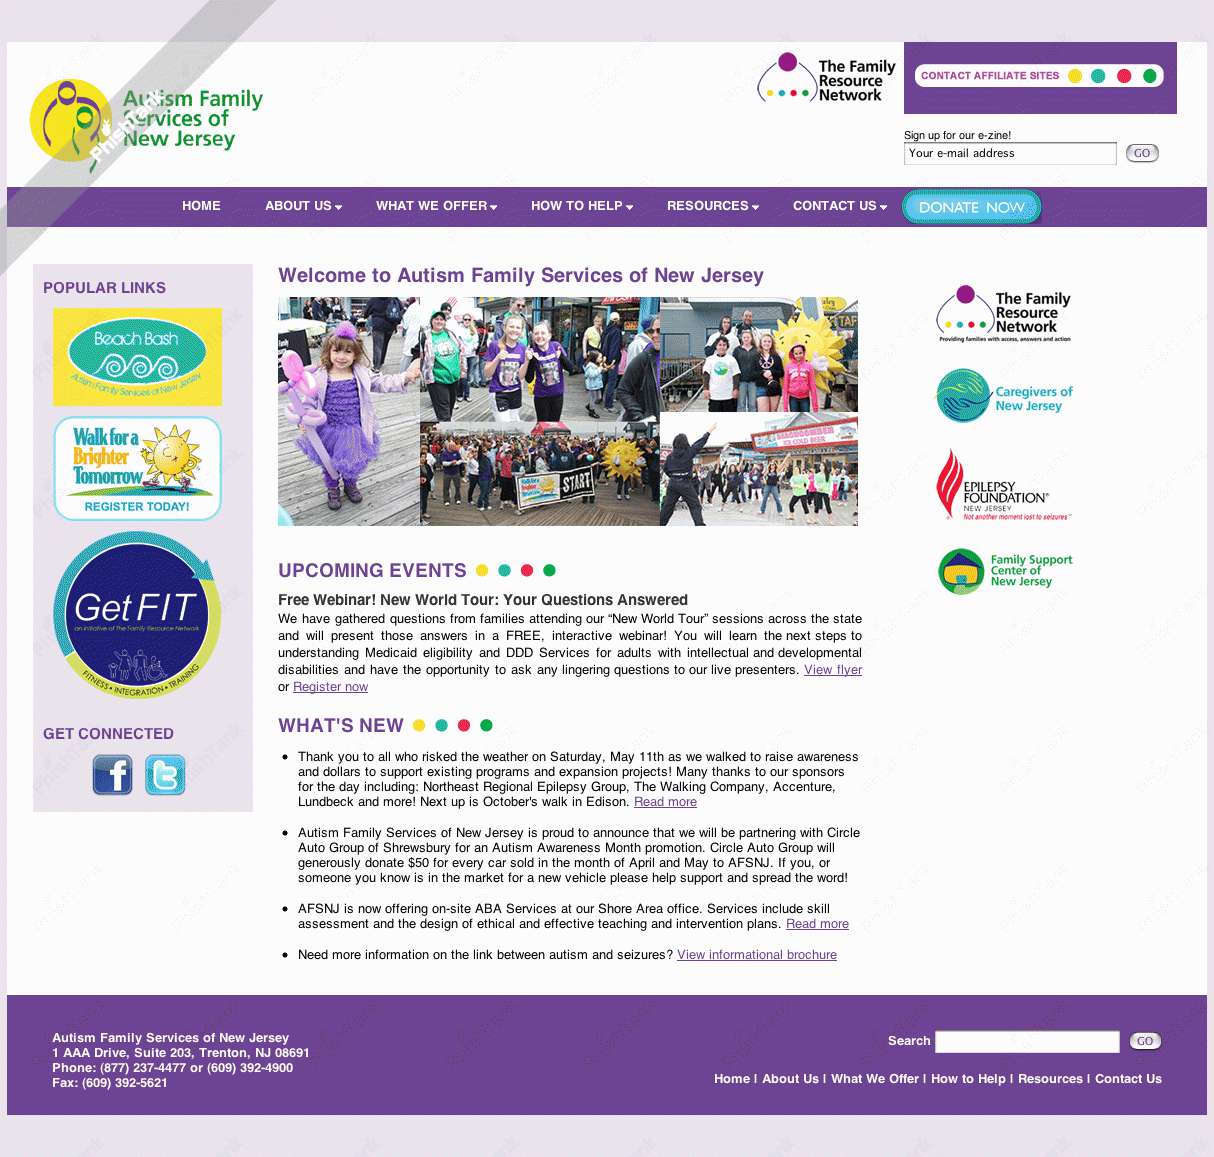 PhishTank
Autism Family
Services of
New Jersey
The Family
Resource
Network
CONTACT AFFILIATE SITES
Sign up for our e-zine!
Your e-mail address
GO
HOME
ABOUT US
WHAT WE OFFER
HOW TO HELP
RESOURCES
CONTACT US
DONATE NOW
POPULAR LINKS
Beach Bash
Autism Family Services of New Jersey
Walk for a
Brighter
Tomorrow
REGISTER TODAY!
GetFIT
an initiative of The Family Resource Network
FITNESS • INTEGRATION • TRAINING
GET CONNECTED
Welcome to Autism Family Services of New Jersey
Walk for a
Brighter
Tomorrow
START
ICE COLD BEER
UPCOMING EVENTS
Free Webinar! New World Tour: Your Questions Answered
We have gathered questions from families attending our “New World Tour” sessions across the state
and will present those answers in a FREE, interactive webinar! You will learn the next steps to
understanding Medicaid eligibility and DDD Services for adults with intellectual and developmental
disabilities and have the opportunity to ask any lingering questions to our live presenters. View flyer
or Register now
WHAT'S NEW
Thank you to all who risked the weather on Saturday, May 11th as we walked to raise awareness
and dollars to support existing programs and expansion projects! Many thanks to our sponsors
for the day including: Northeast Regional Epilepsy Group, The Walking Company, Accenture,
Lundbeck and more! Next up is October's walk in Edison. Read more
Autism Family Services of New Jersey is proud to announce that we will be partnering with Circle
Auto Group of Shrewsbury for an Autism Awareness Month promotion. Circle Auto Group will
generously donate $50 for every car sold in the month of April and May to AFSNJ. If you, or
someone you know is in the market for a new vehicle please help support and spread the word!
AFSNJ is now offering on-site ABA Services at our Shore Area office. Services include skill
assessment and the design of ethical and effective teaching and intervention plans. Read more
Need more information on the link between autism and seizures? View informational brochure
The Family
Resource
Network
Providing families with access, answers and action
Caregivers of
New Jersey
EPILEPSY
FOUNDATION
NEW JERSEY
Not another moment lost to seizures
Family Support
Center of
New Jersey
Autism Family Services of New Jersey
1 AAA Drive, Suite 203, Trenton, NJ 08691
Phone: (877) 237-4477 or (609) 392-4900
Fax: (609) 392-5621
Search
GO
Home | About Us | What We Offer | How to Help | Resources | Contact Us